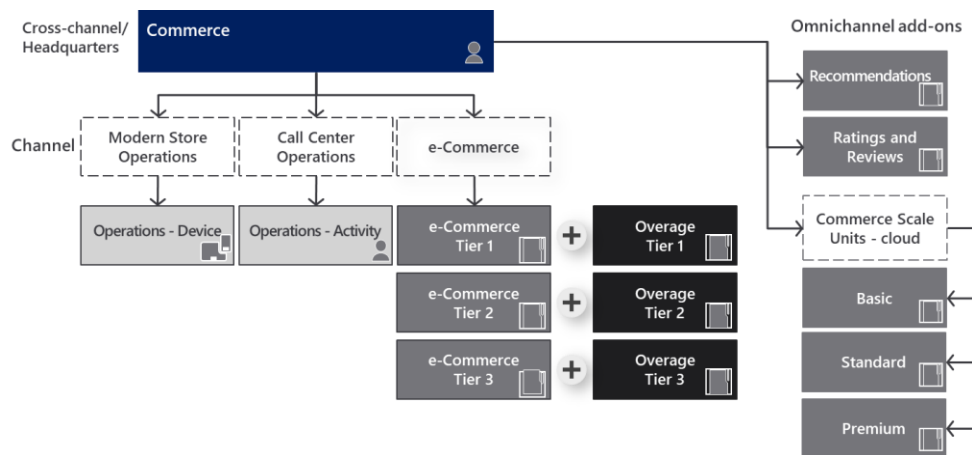 Cross-channel/
Headquarters
Commerce
Omnichannel add-ons
Recommendations
Channel
Modern Store
Operations
Call Center
Operations
e-Commerce
Ratings and
Reviews
Operations - Device
Operations - Activity
e-Commerce
Tier 1
Overage
Tier 1
Commerce Scale
Units - cloud
e-Commerce
Tier 2
Overage
Tier 2
Basic
e-Commerce
Tier 3
Overage
Tier 3
Standard
Premium